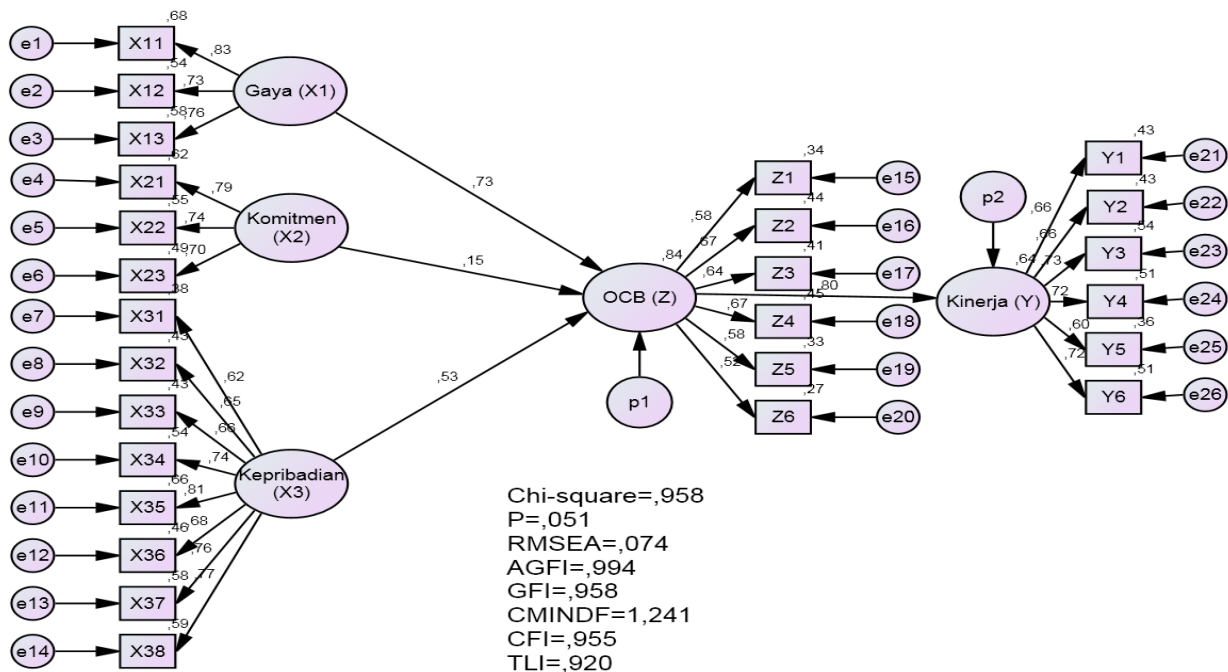 ,68
e1
X11
,83
Gaya (X1)
,54
e2
X12
,73
,58
,76
e3
X13
,62
e4
X21
,79
Komitmen
(X2)
,55
e5
X22
,74
,49
,70
e6
X23
,38
e7
X31
,43
e8
X32
,43
e9
X33
,54
e10
X34
,66
e11
X35
,46
e12
X36
,58
e13
X37
,59
e14
X38
,62
,65
,66
,74
,81
,68
,76
,77
Kepribadian
(X3)
,73
,15
,53
,84
OCB (Z)
p1
,58
,67
,64
,67
,58
,52
,34
Z1
e15
,44
Z2
e16
,41
Z3
e17
,45
Z4
e18
,33
Z5
e19
,27
Z6
e20
,80
p2
,64
Kinerja (Y)
,66
,66
,73
,72
,60
,72
,43
Y1
e21
,43
Y2
e22
,54
Y3
e23
,51
Y4
e24
,36
Y5
e25
,51
Y6
e26
Chi-square=,958
P=,051
RMSEA=,074
AGFI=,994
GFI=,958
CMINDF=1,241
CFI=,955
TLI=,920